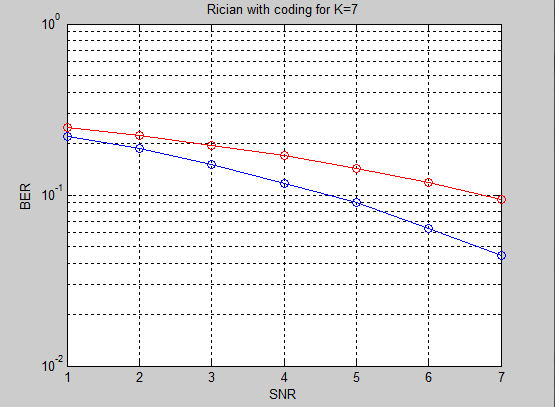 Rician with coding for K=7
10^0
10^-1
10^-2
BER
1 2 3 4 5 6 7
SNR